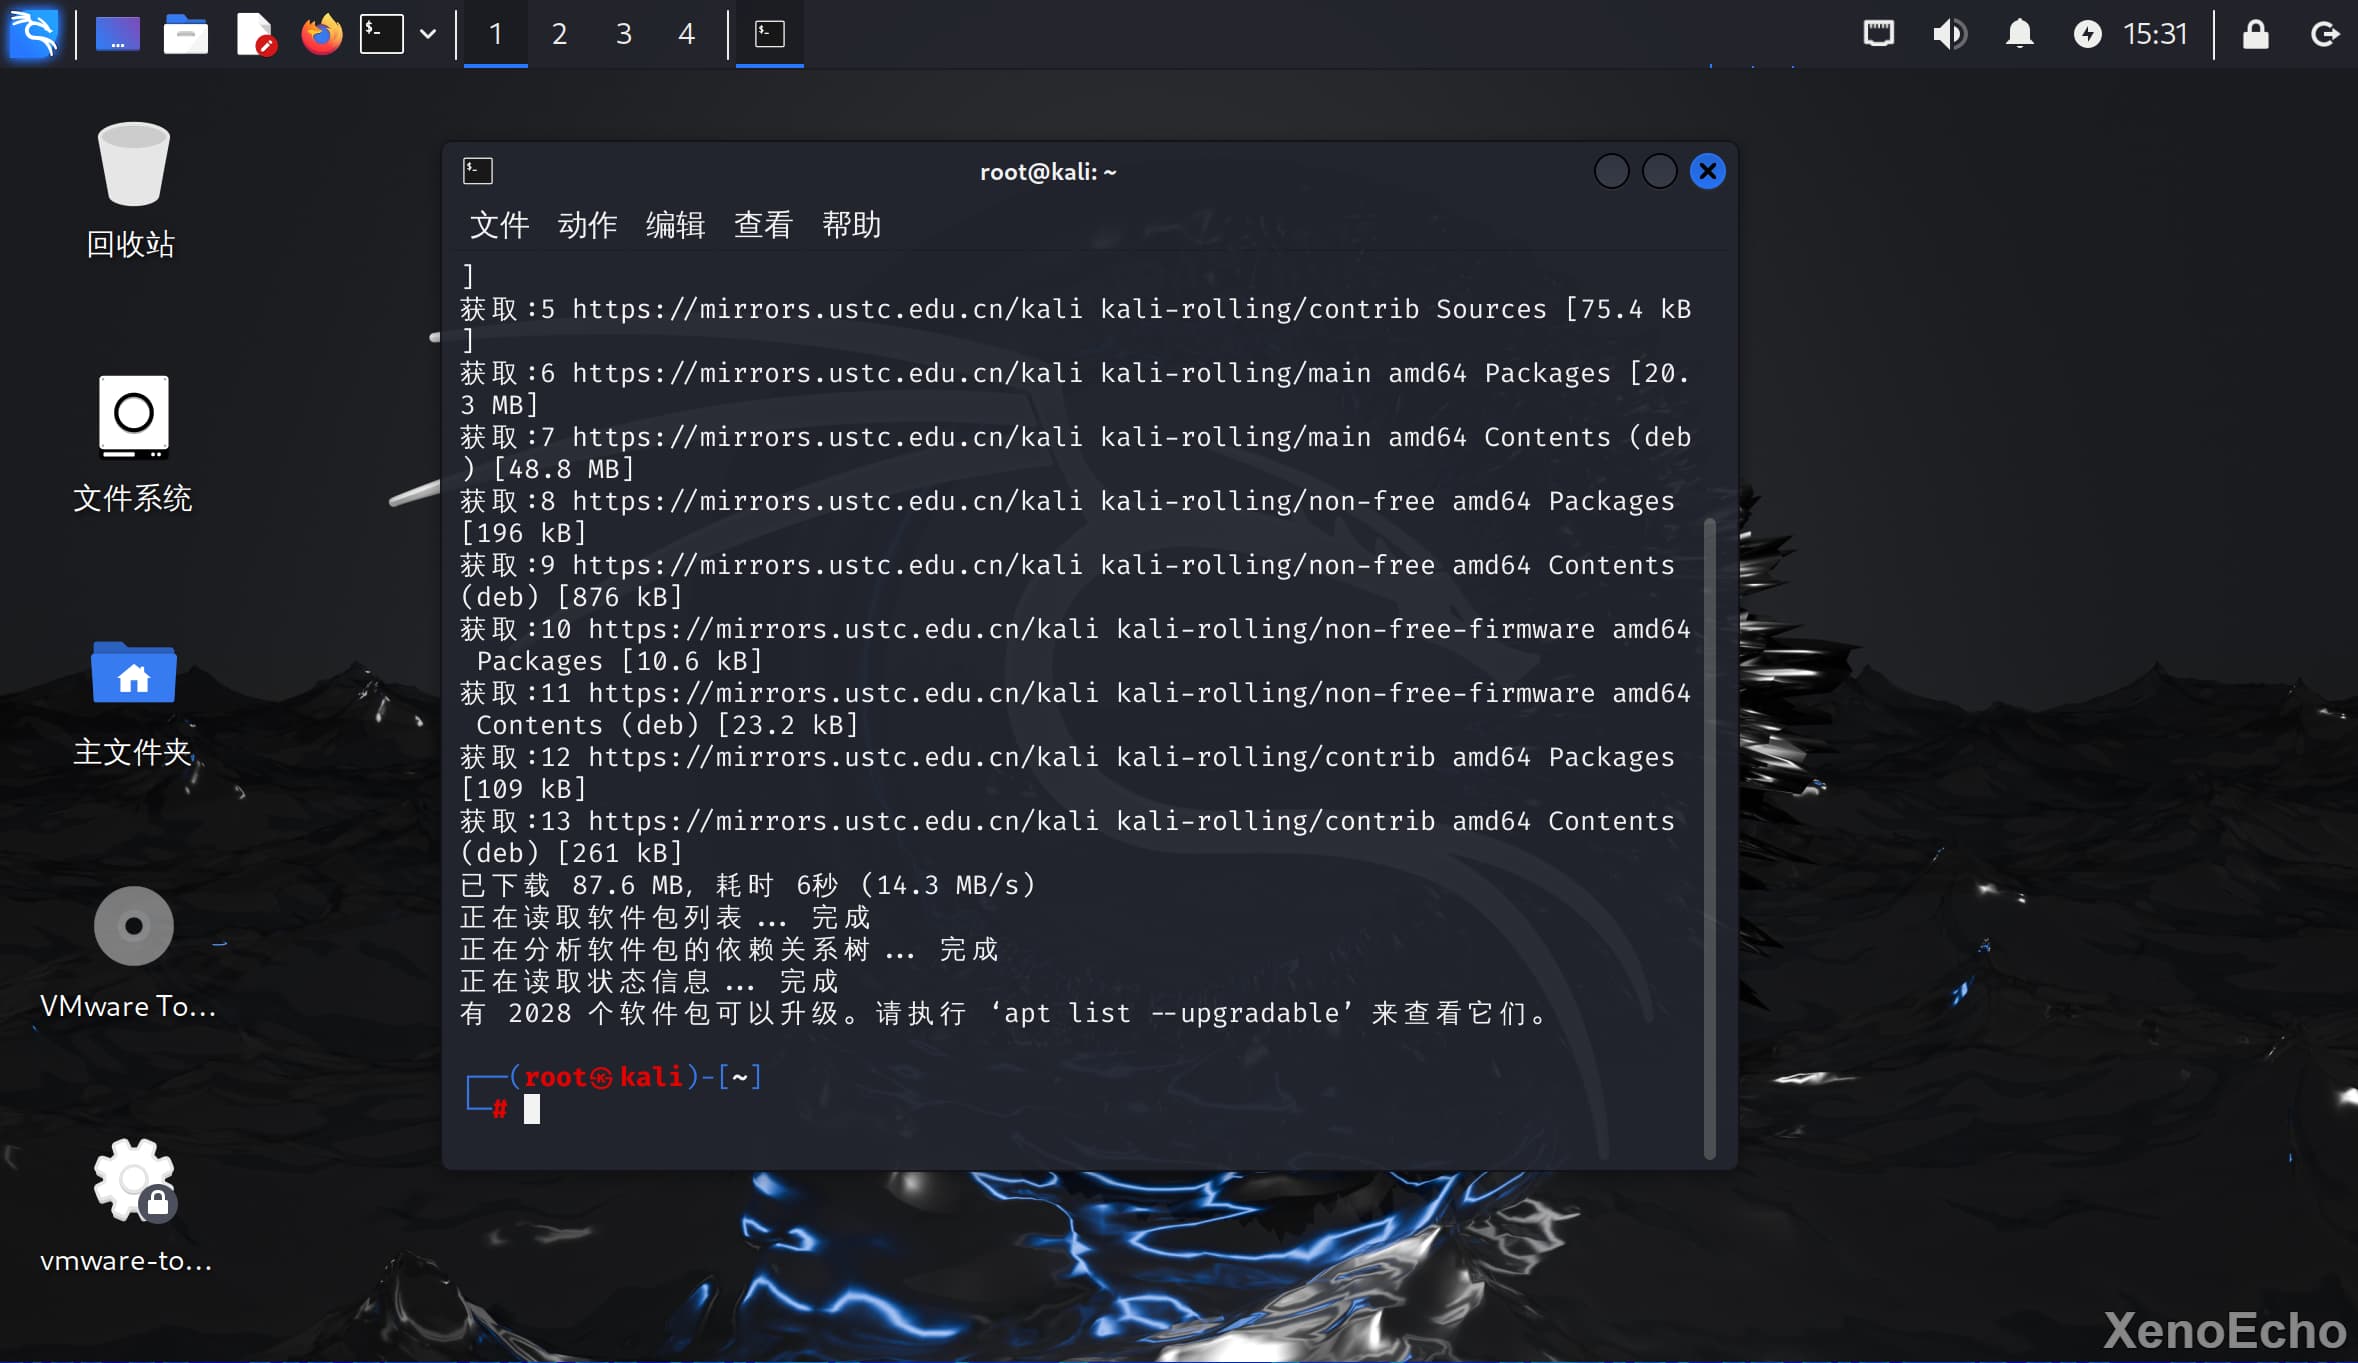 1 2 3 4 15:31
回收站
文件系统
主文件夹
VMware To...
vmware-to...
root@kali: ~
文件 动作 编辑 查看 帮助
]
获取:5 https://mirrors.ustc.edu.cn/kali kali-rolling/contrib Sources [75.4 kB
]
获取:6 https://mirrors.ustc.edu.cn/kali kali-rolling/main amd64 Packages [20.
3 MB]
获取:7 https://mirrors.ustc.edu.cn/kali kali-rolling/main amd64 Contents (deb
) [48.8 MB]
获取:8 https://mirrors.ustc.edu.cn/kali kali-rolling/non-free amd64 Packages
[196 kB]
获取:9 https://mirrors.ustc.edu.cn/kali kali-rolling/non-free amd64 Contents
(deb) [876 kB]
获取:10 https://mirrors.ustc.edu.cn/kali kali-rolling/non-free-firmware amd64
Packages [10.6 kB]
获取:11 https://mirrors.ustc.edu.cn/kali kali-rolling/non-free-firmware amd64
Contents (deb) [23.2 kB]
获取:12 https://mirrors.ustc.edu.cn/kali kali-rolling/contrib amd64 Packages
[109 kB]
获取:13 https://mirrors.ustc.edu.cn/kali kali-rolling/contrib amd64 Contents
(deb) [261 kB]
已下载 87.6 MB, 耗时 6秒 (14.3 MB/s)
正在读取软件包列表... 完成
正在分析软件包的依赖关系树... 完成
正在读取状态信息... 完成
有 2028 个软件包可以升级。请执行 ‘apt list --upgradable’ 来查看它们。
┌──(root㉿kali)-[~]
└─#
XenoEcho